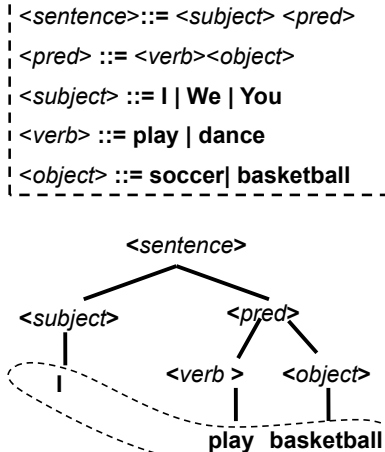 <sentence>::= <subject> <pred>
<pred> ::= <verb><object>
<subject> ::= I | We | You
<verb> ::= play | dance
<object> ::= soccer| basketball
<sentence>
<subject> <pred>
I <verb > <object>
play basketball